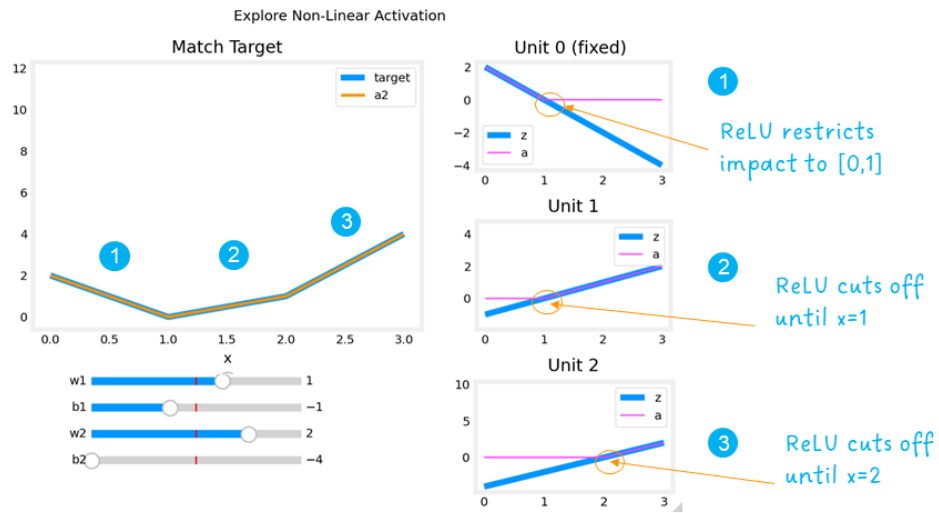 Explore Non-Linear Activation
Match Target
12
10
8
6
4
2
0
target
a2
1
2
3
0.0 0.5 1.0 1.5 2.0 2.5 3.0
x
w1 1
b1 −1
w2 2
b2 −4
Unit 0 (fixed)
2
0
−2
−4
z
a
0 1 2 3
1
ReLU restricts
impact to [0,1]
Unit 1
4
2
0
z
a
0 1 2 3
2
ReLU cuts off
until x=1
Unit 2
10
5
0
z
a
0 1 2 3
3
ReLU cuts off
until x=2